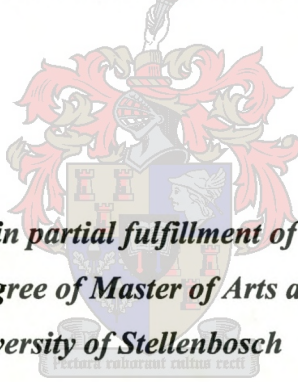 in partial fulfillment of
gree of Master of Arts a
versity of Stellenbosch
Pectora roborant cultus recti